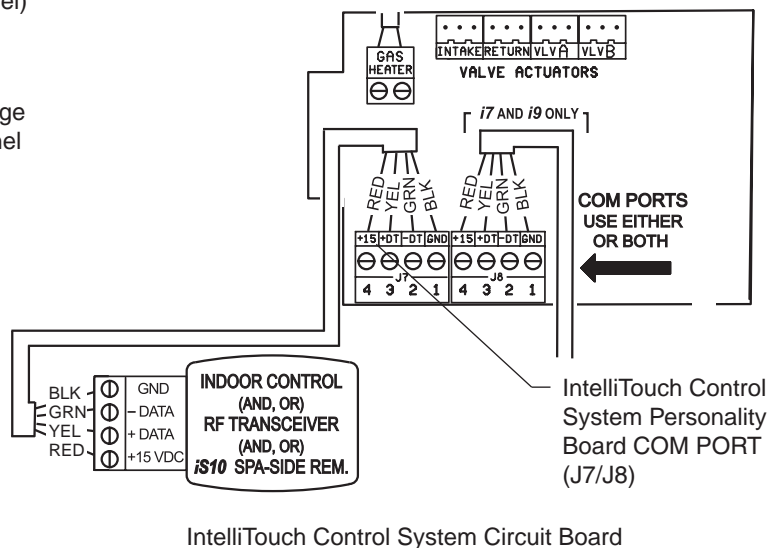 el)
ge
nel
GAS
HEATER
INTAKE RETURN VLVA VLVB
VALVE ACTUATORS
i7 AND i9 ONLY
RED YEL GRN BLK
RED YEL GRN BLK
COM PORTS
USE EITHER
OR BOTH
+15 +DT -DT GND
+15 +DT -DT GND
J7
J8
4 3 2 1
4 3 2 1
BLK GND
GRN – DATA
YEL + DATA
RED +15 VDC
INDOOR CONTROL
(AND, OR)
RF TRANSCEIVER
(AND, OR)
iS10 SPA-SIDE REM.
IntelliTouch Control
System Personality
Board COM PORT
(J7/J8)
IntelliTouch Control System Circuit Board